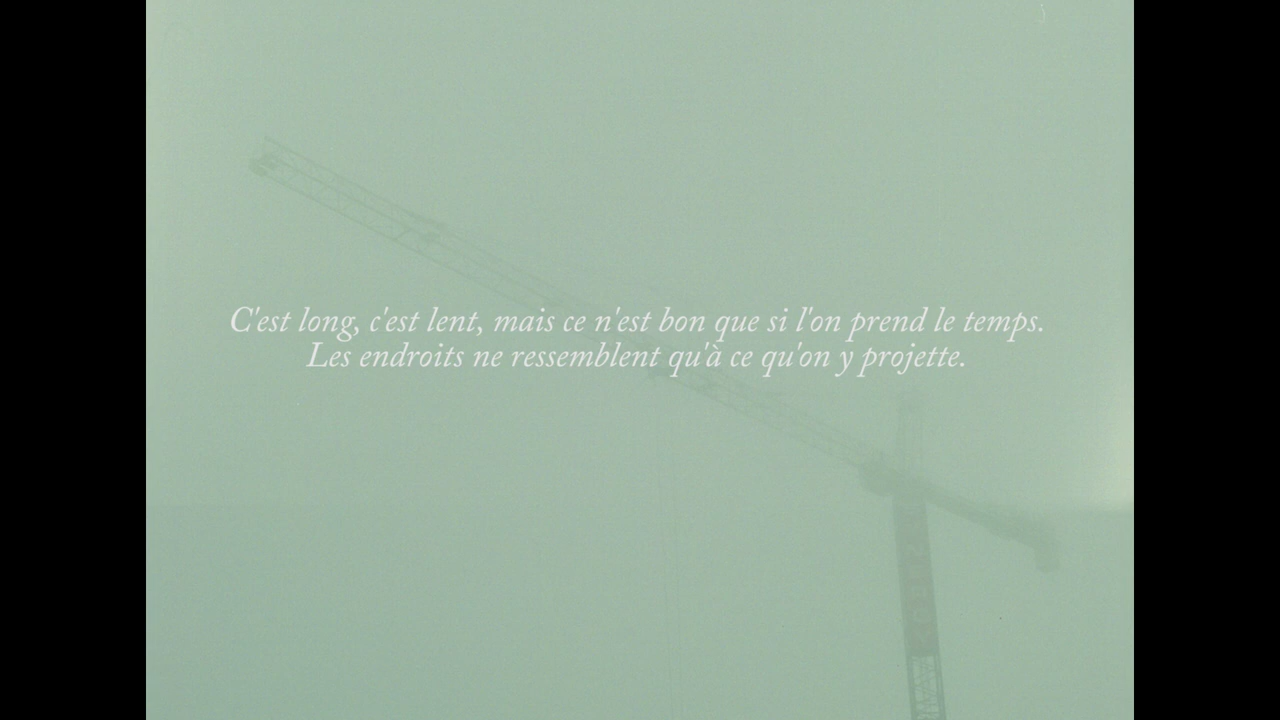 C'est long, c'est lent, mais ce n'est bon que si l'on prend le temps.
Les endroits ne ressemblent qu'à ce qu'on y projette.